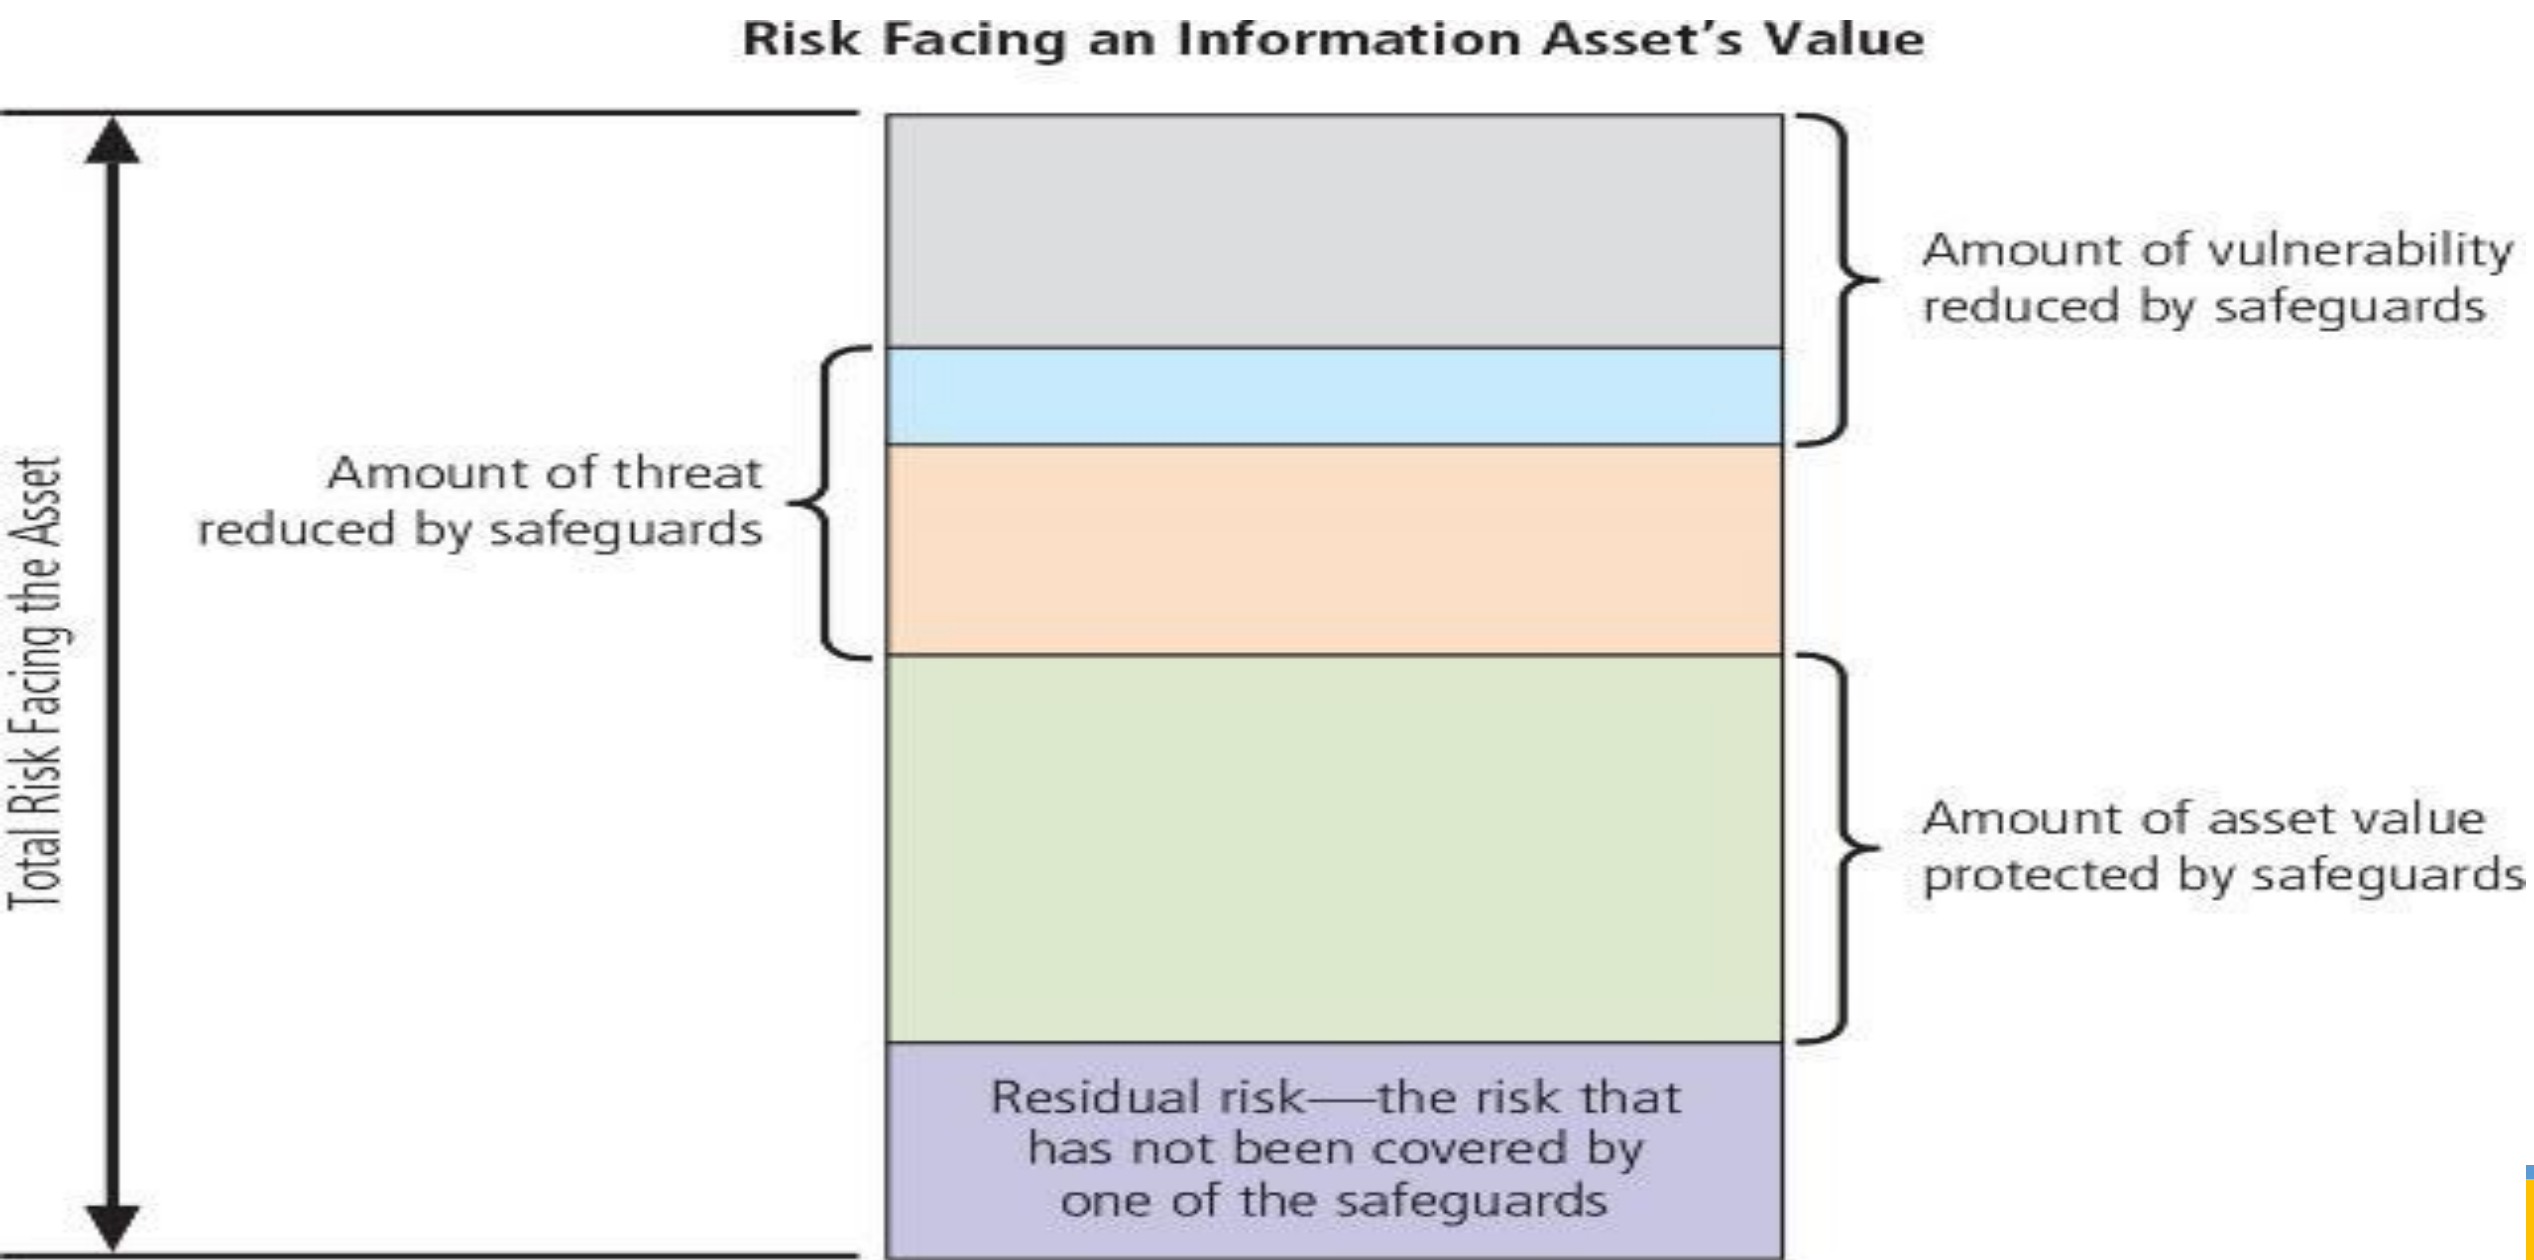 Risk Facing an Information Asset’s Value
Amount of vulnerability
reduced by safeguards
Amount of threat
reduced by safeguards
Total Risk Facing the Asset
Amount of asset value
protected by safeguards
Residual risk—the risk that
has not been covered by
one of the safeguards